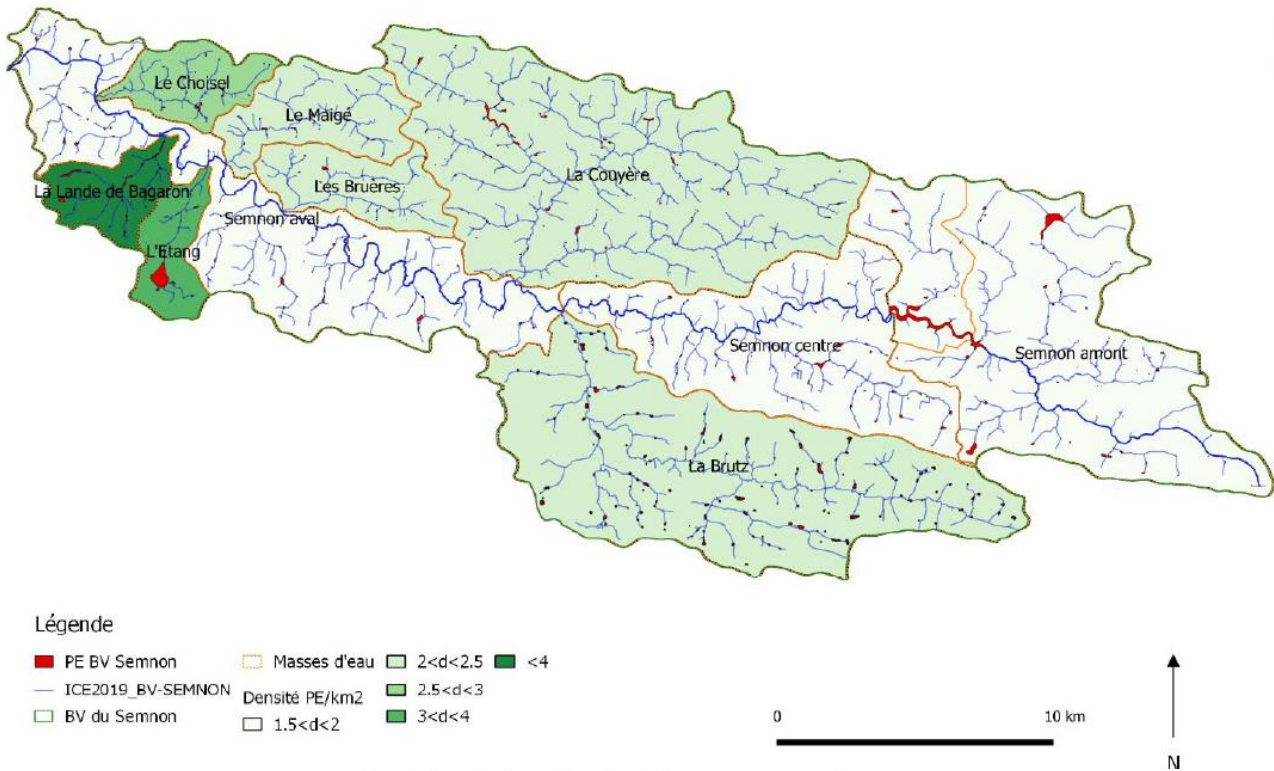 Le Choisel
Le Maigé
La Couyère
La Lande de Bagaron
Les Bruères
Semnon aval
L'Etang
Semnon centre
Semnon amont
La Brutz
Légende
PE BV Semnon
Masses d'eau
2<d<2.5
<4
ICE2019_BV-SEMNON
Densité PE/km2
2.5<d<3
BV du Semnon
1.5<d<2
3<d<4
0
10 km
N